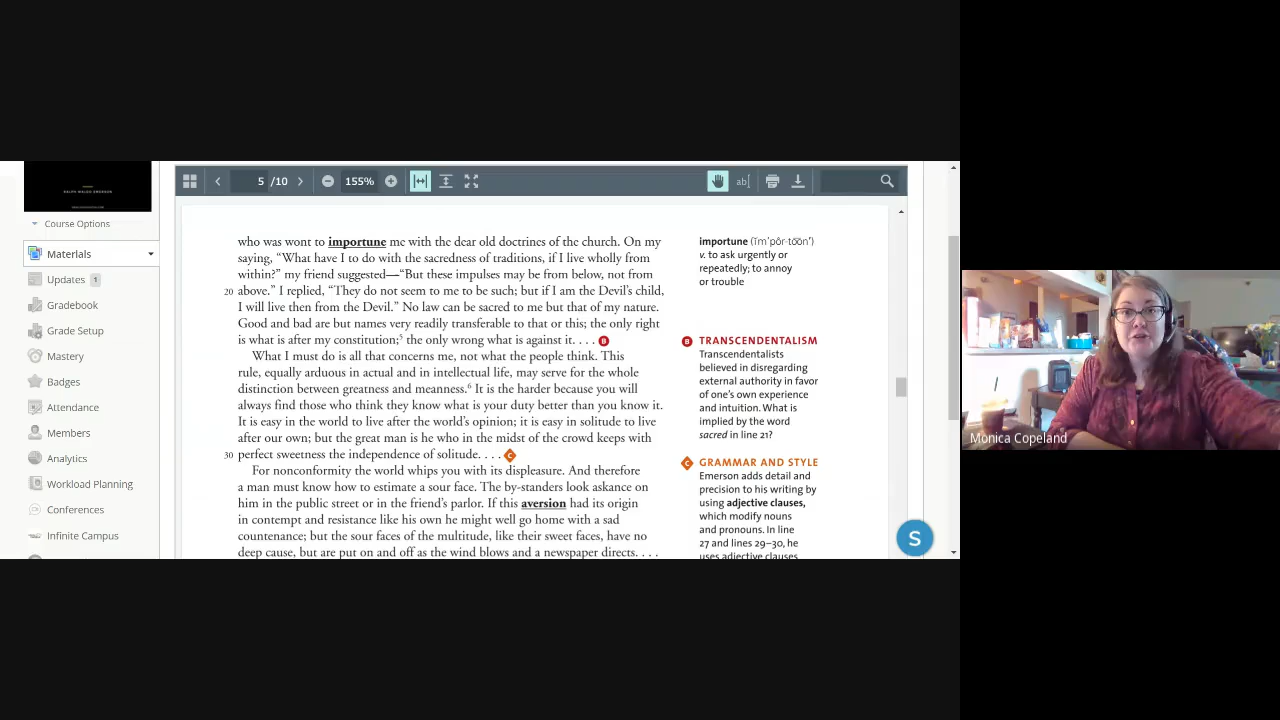 RALPH WALDO EMERSON
Course Options
Materials
Updates 1
Gradebook
Grade Setup
Mastery
Badges
Attendance
Members
Analytics
Workload Planning
Conferences
Infinite Campus
5 /10
155%
ab
who was wont to importune me with the dear old doctrines of the church. On my
saying, “What have I to do with the sacredness of traditions, if I live wholly from
within?” my friend suggested—“But these impulses may be from below, not from
20 above.” I replied, “They do not seem to me to be such; but if I am the Devil’s child,
I will live then from the Devil.” No law can be sacred to me but that of my nature.
Good and bad are but names very readily transferable to that or this; the only right
is what is after my constitution;⁵ the only wrong what is against it. . . . B
What I must do is all that concerns me, not what the people think. This
rule, equally arduous in actual and in intellectual life, may serve for the whole
distinction between greatness and meanness.⁶ It is the harder because you will
always find those who think they know what is your duty better than you know it.
It is easy in the world to live after the world’s opinion; it is easy in solitude to live
after our own; but the great man is he who in the midst of the crowd keeps with
30 perfect sweetness the independence of solitude. . . . C
For nonconformity the world whips you with its displeasure. And therefore
a man must know how to estimate a sour face. The by-standers look askance on
him in the public street or in the friend’s parlor. If this aversion had its origin
in contempt and resistance like his own he might well go home with a sad
countenance; but the sour faces of the multitude, like their sweet faces, have no
deep cause, but are put on and off as the wind blows and a newspaper directs. . . .
importune (ĭm’pôr-to͞on’)
v. to ask urgently or
repeatedly; to annoy
or trouble
B TRANSCENDENTALISM
Transcendentalists
believed in disregarding
external authority in favor
of one’s own experience
and intuition. What is
implied by the word
sacred in line 21?
C GRAMMAR AND STYLE
Emerson adds detail and
precision to his writing by
using adjective clauses,
which modify nouns
and pronouns. In line
27 and lines 29–30, he
uses adjective clauses
S
Monica Copeland